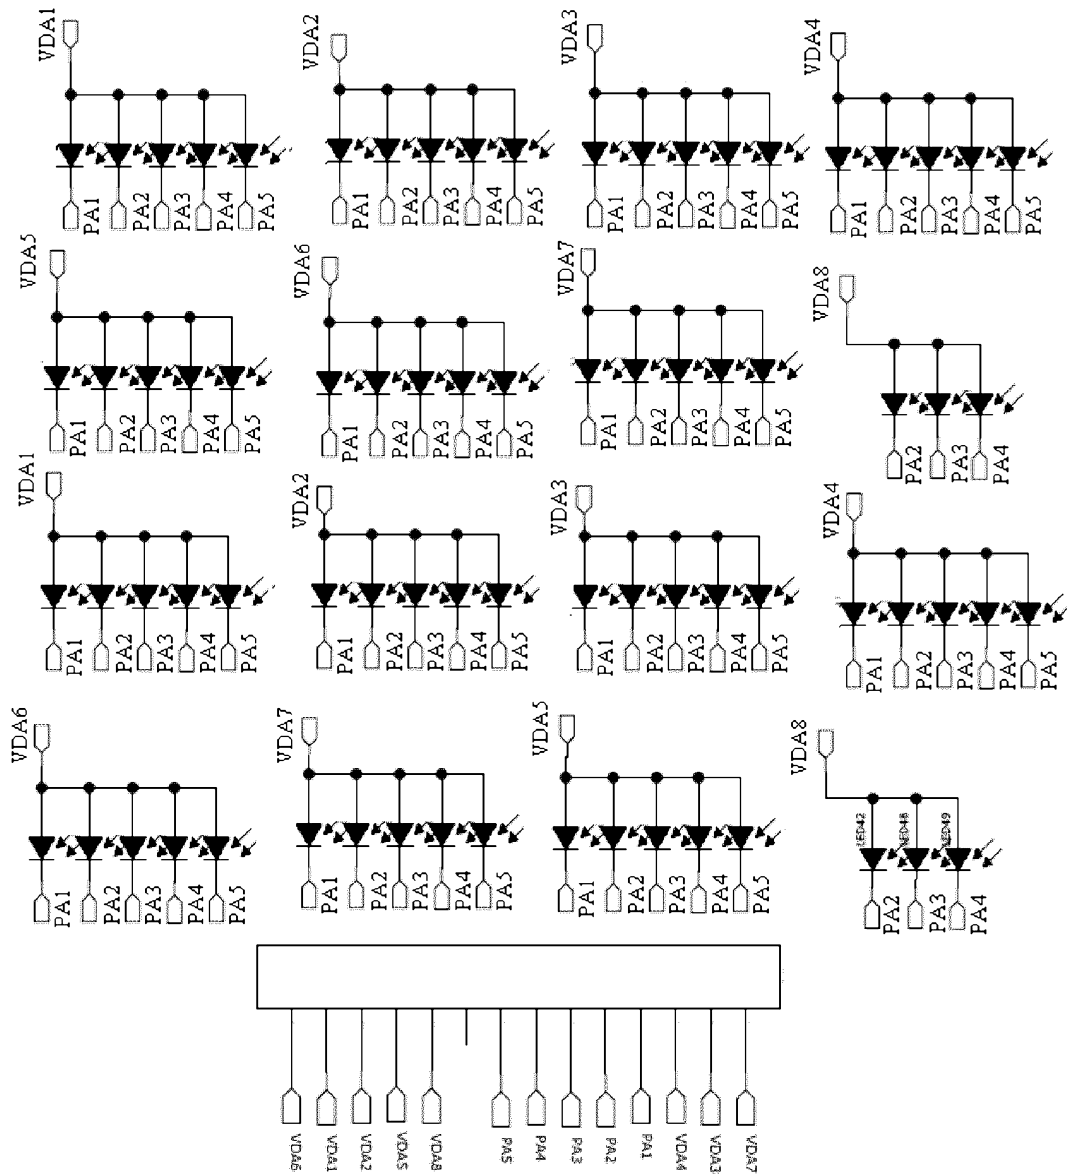 VDA1
VDA2
VDA3
VDA4
PA1 PA2 PA3 PA4 PA5
PA1 PA2 PA3 PA4 PA5
PA1 PA2 PA3 PA4 PA5
PA1 PA2 PA3 PA4 PA5
VDA5
VDA6
VDA7
VDA8
PA1 PA2 PA3 PA4 PA5
PA1 PA2 PA3 PA4 PA5
PA1 PA2 PA3 PA4 PA5
PA2 PA3 PA4
VDA1
VDA2
VDA3
VDA4
PA1 PA2 PA3 PA4 PA5
PA1 PA2 PA3 PA4 PA5
PA1 PA2 PA3 PA4 PA5
PA1 PA2 PA3 PA4 PA5
VDA6
VDA7
VDA5
VDA8
LED42 LED48 LED49
PA1 PA2 PA3 PA4 PA5
PA1 PA2 PA3 PA4 PA5
PA1 PA2 PA3 PA4 PA5
PA2 PA3 PA4
VDA6 VDA1 VDA2 VDA5 VDA8 PA5 PA4 PA3 PA2 PA1 VDA4 VDA3 VDA7